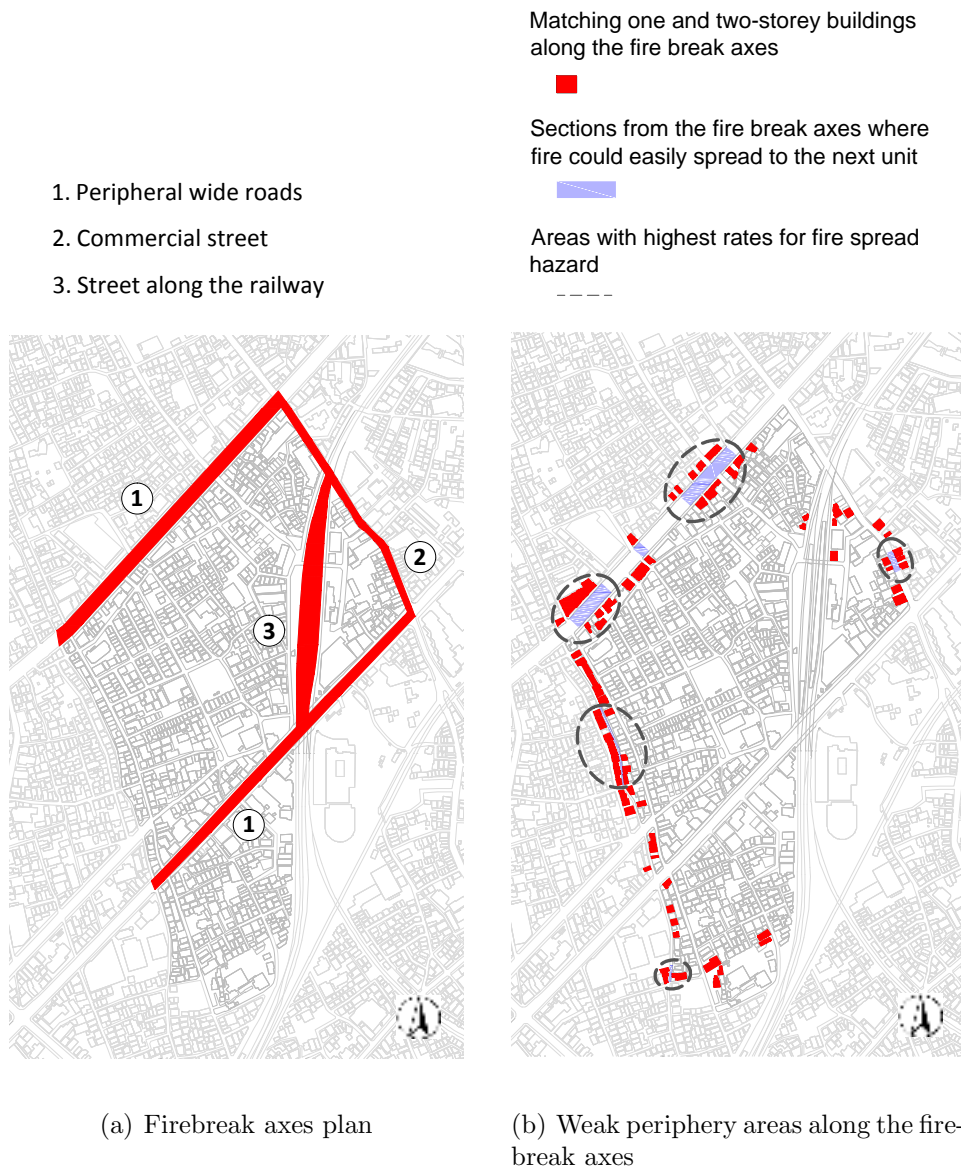 Matching one and two-storey buildings
along the fire break axes
Sections from the fire break axes where
fire could easily spread to the next unit
Areas with highest rates for fire spread
hazard
1. Peripheral wide roads
2. Commercial street
3. Street along the railway
1
2
3
1
(a) Firebreak axes plan
(b) Weak periphery areas along the fire-
break axes